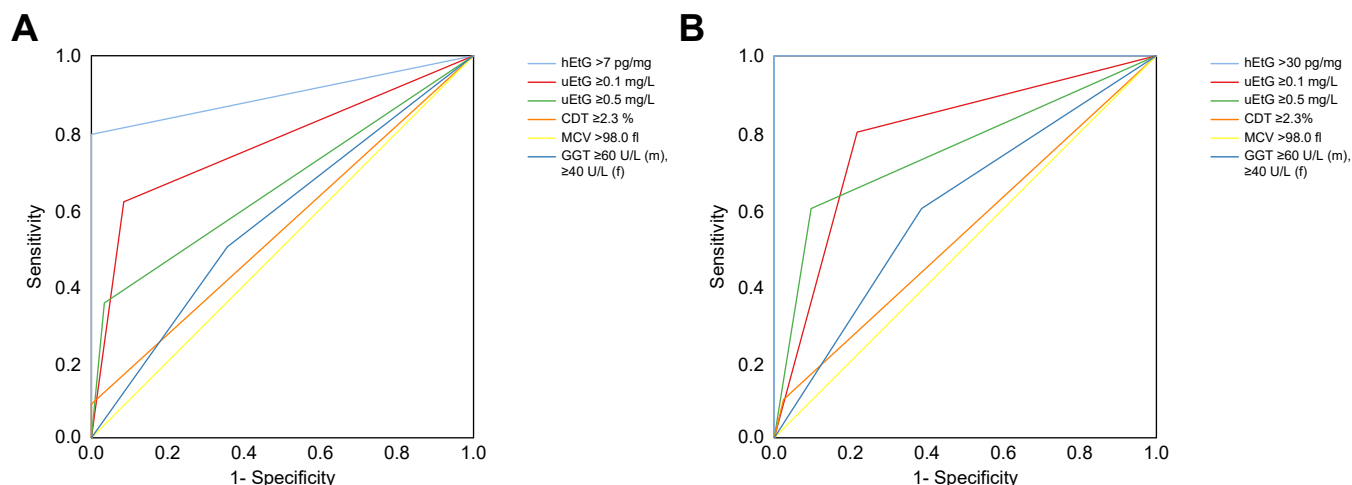 A
1.0
0.8
0.6
0.4
0.2
0.0
Sensitivity
0.0 0.2 0.4 0.6 0.8 1.0
1- Specificity
hEtG >7 pg/mg
uEtG ≥0.1 mg/L
uEtG ≥0.5 mg/L
CDT ≥2.3 %
MCV >98.0 fl
GGT ≥60 U/L (m),
≥40 U/L (f)
B
1.0
0.8
0.6
0.4
0.2
0.0
Sensitivity
0.0 0.2 0.4 0.6 0.8 1.0
1- Specificity
hEtG >30 pg/mg
uEtG ≥0.1 mg/L
uEtG ≥0.5 mg/L
CDT ≥2.3%
MCV >98.0 fl
GGT ≥60 U/L (m),
≥40 U/L (f)